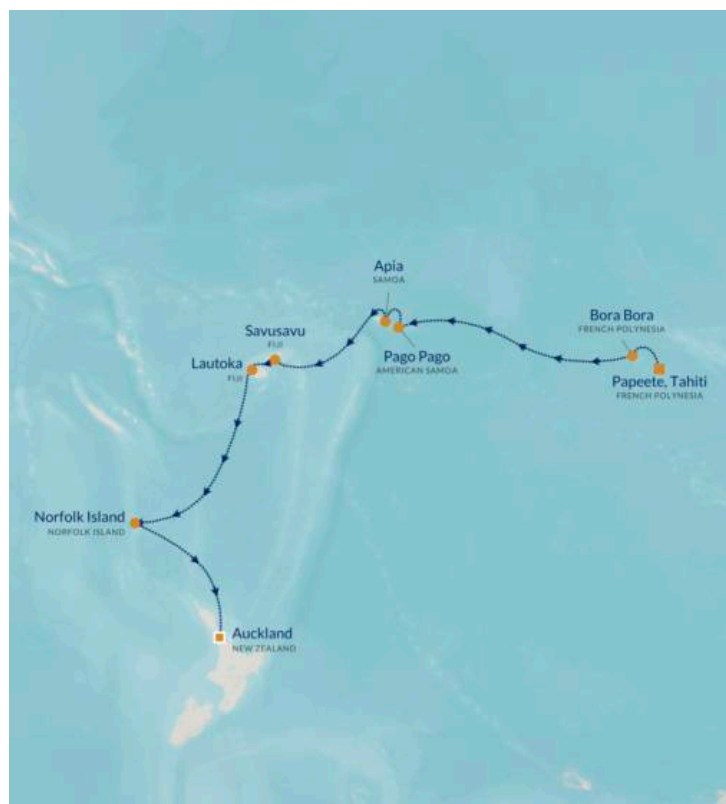 Apia
SAMOA
Bora Bora
FRENCH POLYNESIA
Savusavu
FIJI
Pago Pago
AMERICAN SAMOA
Lautoka
FIJI
Papeete, Tahiti
FRENCH POLYNESIA
Norfolk Island
NORFOLK ISLAND
Auckland
NEW ZEALAND